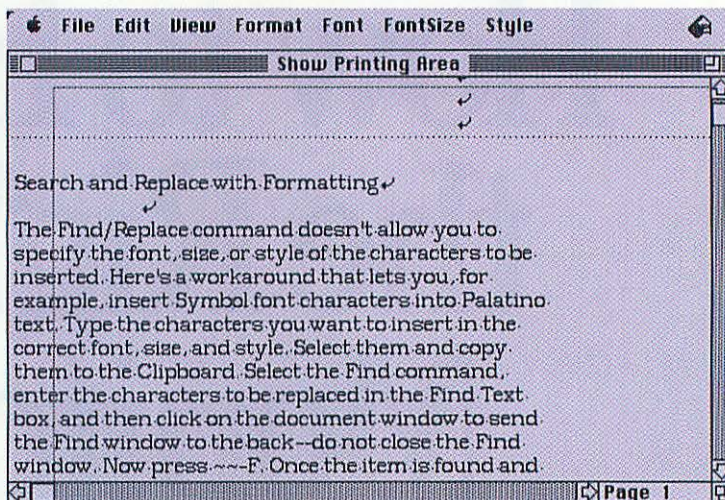 File Edit View Format Font FontSize Style
Show Printing Area
Search and Replace with Formatting
The Find/Replace command doesn't allow you to
specify the font, size, or style of the characters to be
inserted. Here's a workaround that lets you, for
example, insert Symbol font characters into Palatino
text. Type the characters you want to insert in the
correct font, size, and style. Select them and copy
them to the Clipboard. Select the Find command,
enter the characters to be replaced in the Find Text
box, and then click on the document window to send
the Find window to the back--do not close the Find
window. Now press ~~~-F. Once the item is found and
Page 1